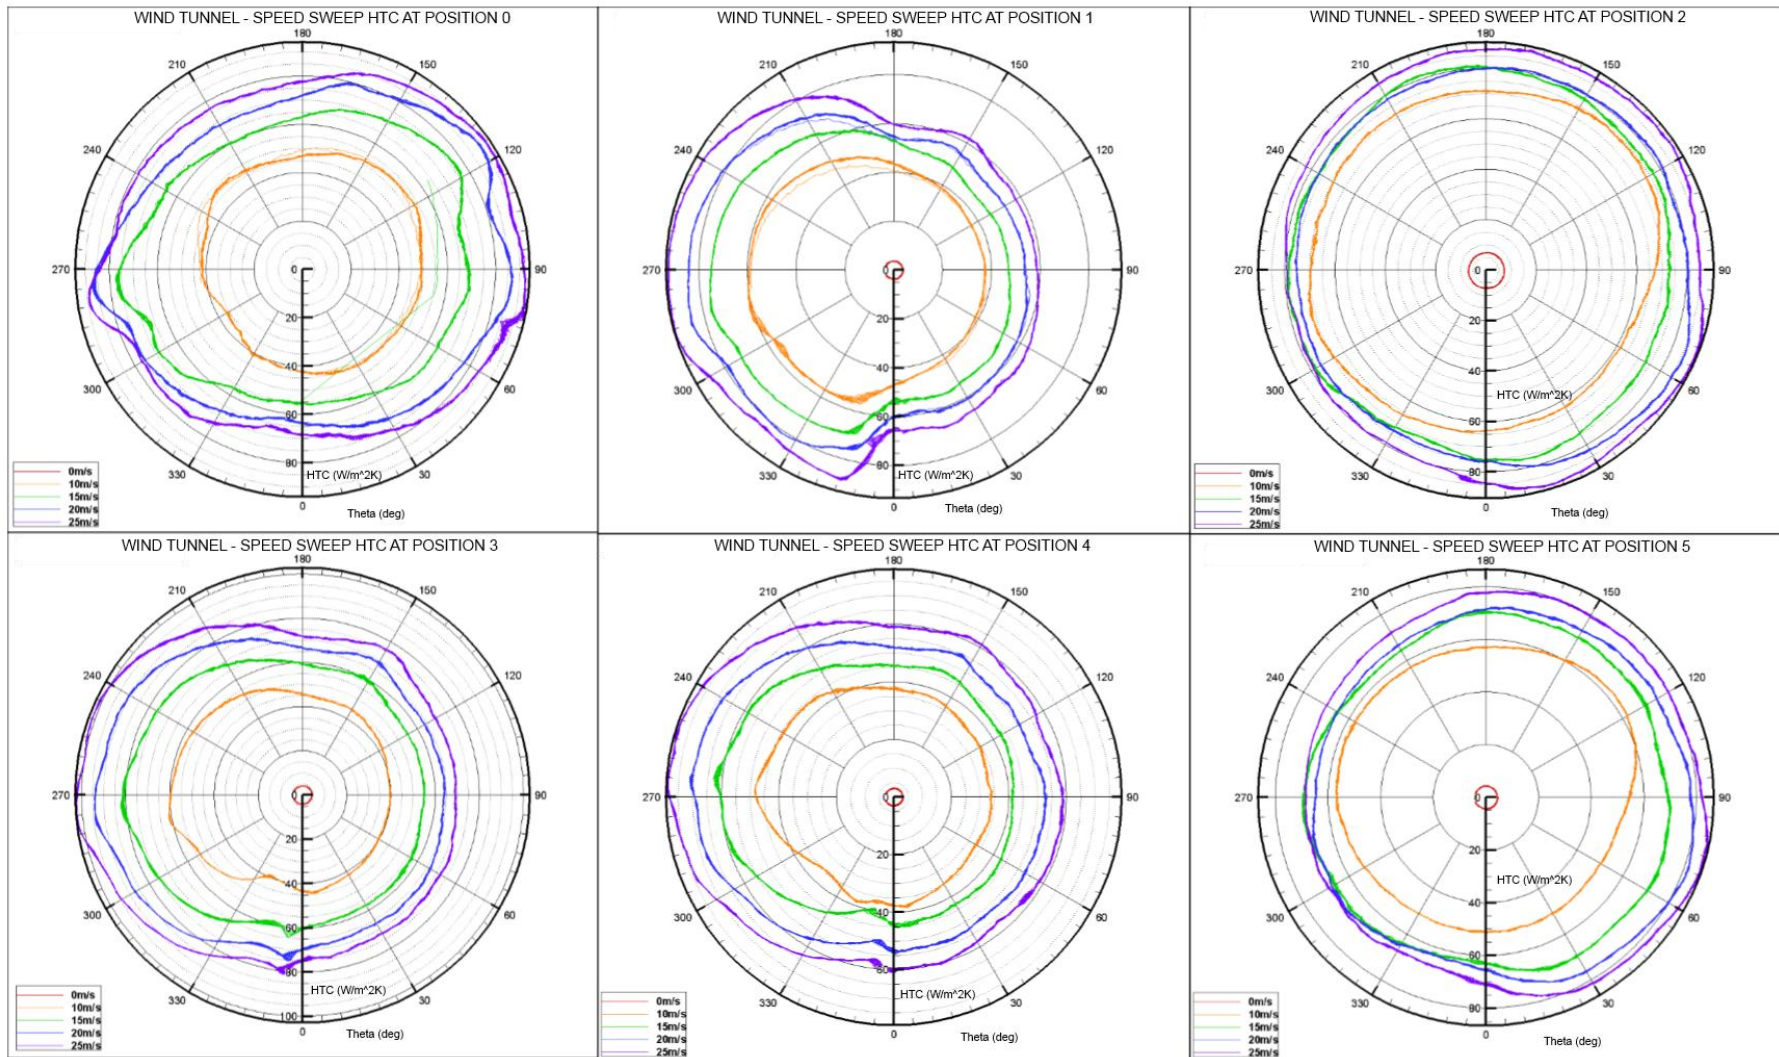 WIND TUNNEL - SPEED SWEEP HTC AT POSITION 0
180
210
150
240
120
270
0
90
20
40
60
80
300
60
330
30
HTC (W/m^2K)
0
Theta (deg)
0m/s
10m/s
15m/s
20m/s
25m/s
WIND TUNNEL - SPEED SWEEP HTC AT POSITION 1
180
210
150
240
120
270
0
90
20
40
60
80
300
60
330
30
HTC (W/m^2K)
0
Theta (deg)
WIND TUNNEL - SPEED SWEEP HTC AT POSITION 2
180
210
150
240
120
270
0
90
20
40
HTC (W/m^2K)
60
80
300
60
330
30
0
Theta (deg)
0m/s
10m/s
15m/s
20m/s
25m/s
WIND TUNNEL - SPEED SWEEP HTC AT POSITION 3
180
210
150
240
120
270
0
90
20
40
60
80
100
300
60
330
30
HTC (W/m^2K)
0
Theta (deg)
0m/s
10m/s
15m/s
20m/s
25m/s
WIND TUNNEL - SPEED SWEEP HTC AT POSITION 4
180
210
150
240
120
270
0
90
20
40
60
300
60
330
30
HTC (W/m^2K)
0
Theta (deg)
0m/s
10m/s
15m/s
20m/s
25m/s
WIND TUNNEL - SPEED SWEEP HTC AT POSITION 5
180
210
150
240
120
270
0
90
20
HTC (W/m^2K)
40
60
80
300
60
330
30
0
Theta (deg)
0m/s
10m/s
15m/s
20m/s
25m/s